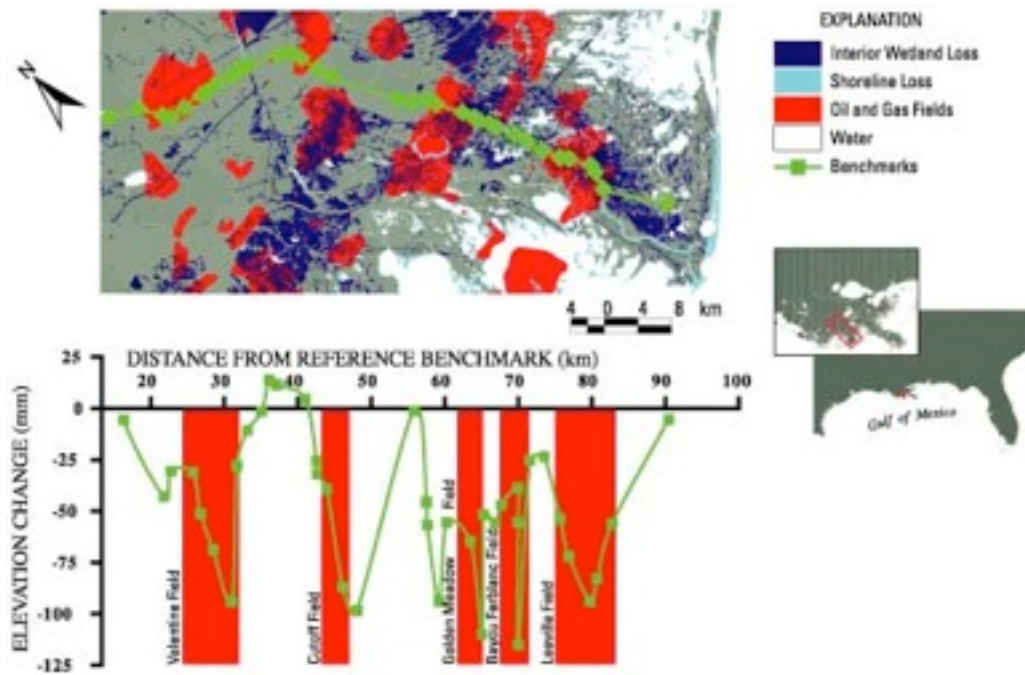 EXPLANATION
Interior Wetland Loss
Shoreline Loss
Oil and Gas Fields
Water
Benchmarks
N
4 0 4 8 km
Gulf of Mexico
DISTANCE FROM REFERENCE BENCHMARK (km)
20 30 40 50 60 70 80 90 100
ELEVATION CHANGE (mm)
25
0
-25
-50
-75
-100
-125
Valentine Field
Cutoff Field
Golden Meadow Field
Bayou Ferblanc Field
Leeville Field